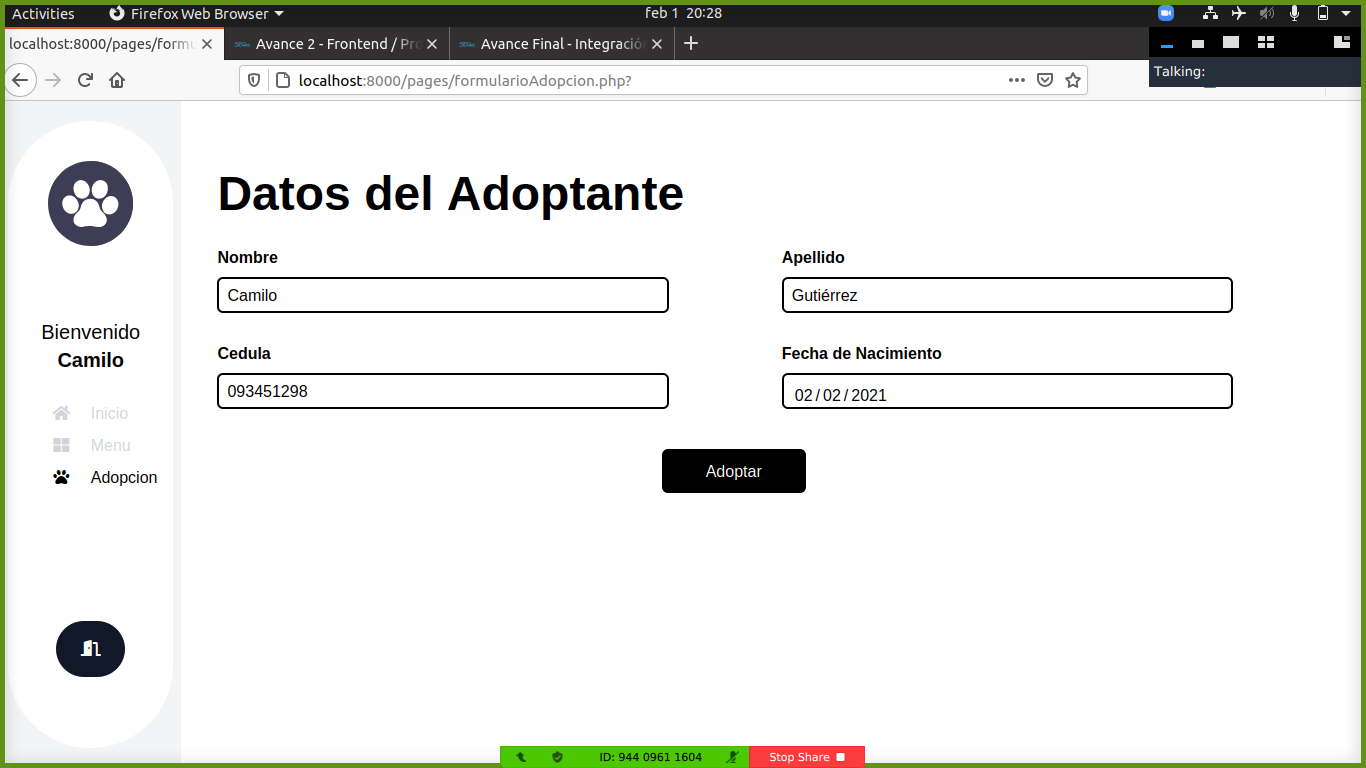 Activities Firefox Web Browser feb 1 20:28
localhost:8000/pages/formu Avance 2 - Frontend / Pro Avance Final - Integració
localhost:8000/pages/formularioAdopcion.php?
Talking:
Datos del Adoptante
Nombre Apellido
Camilo Gutiérrez
Bienvenido
Camilo
Cedula Fecha de Nacimiento
093451298 02 / 02 / 2021
Inicio
Menu
Adopcion
Adoptar
ID: 944 0961 1604 Stop Share